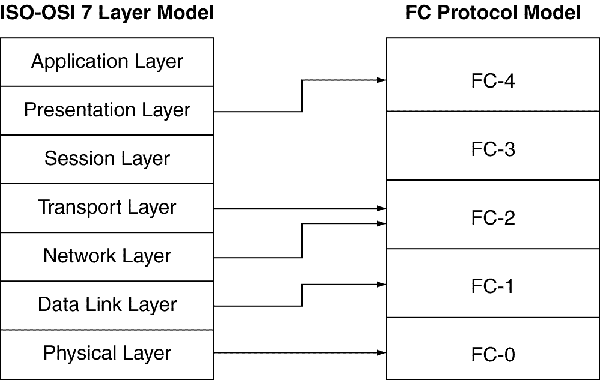 ISO-OSI 7 Layer Model
Application Layer
Presentation Layer
Session Layer
Transport Layer
Network Layer
Data Link Layer
Physical Layer
FC Protocol Model
FC-4
FC-3
FC-2
FC-1
FC-0